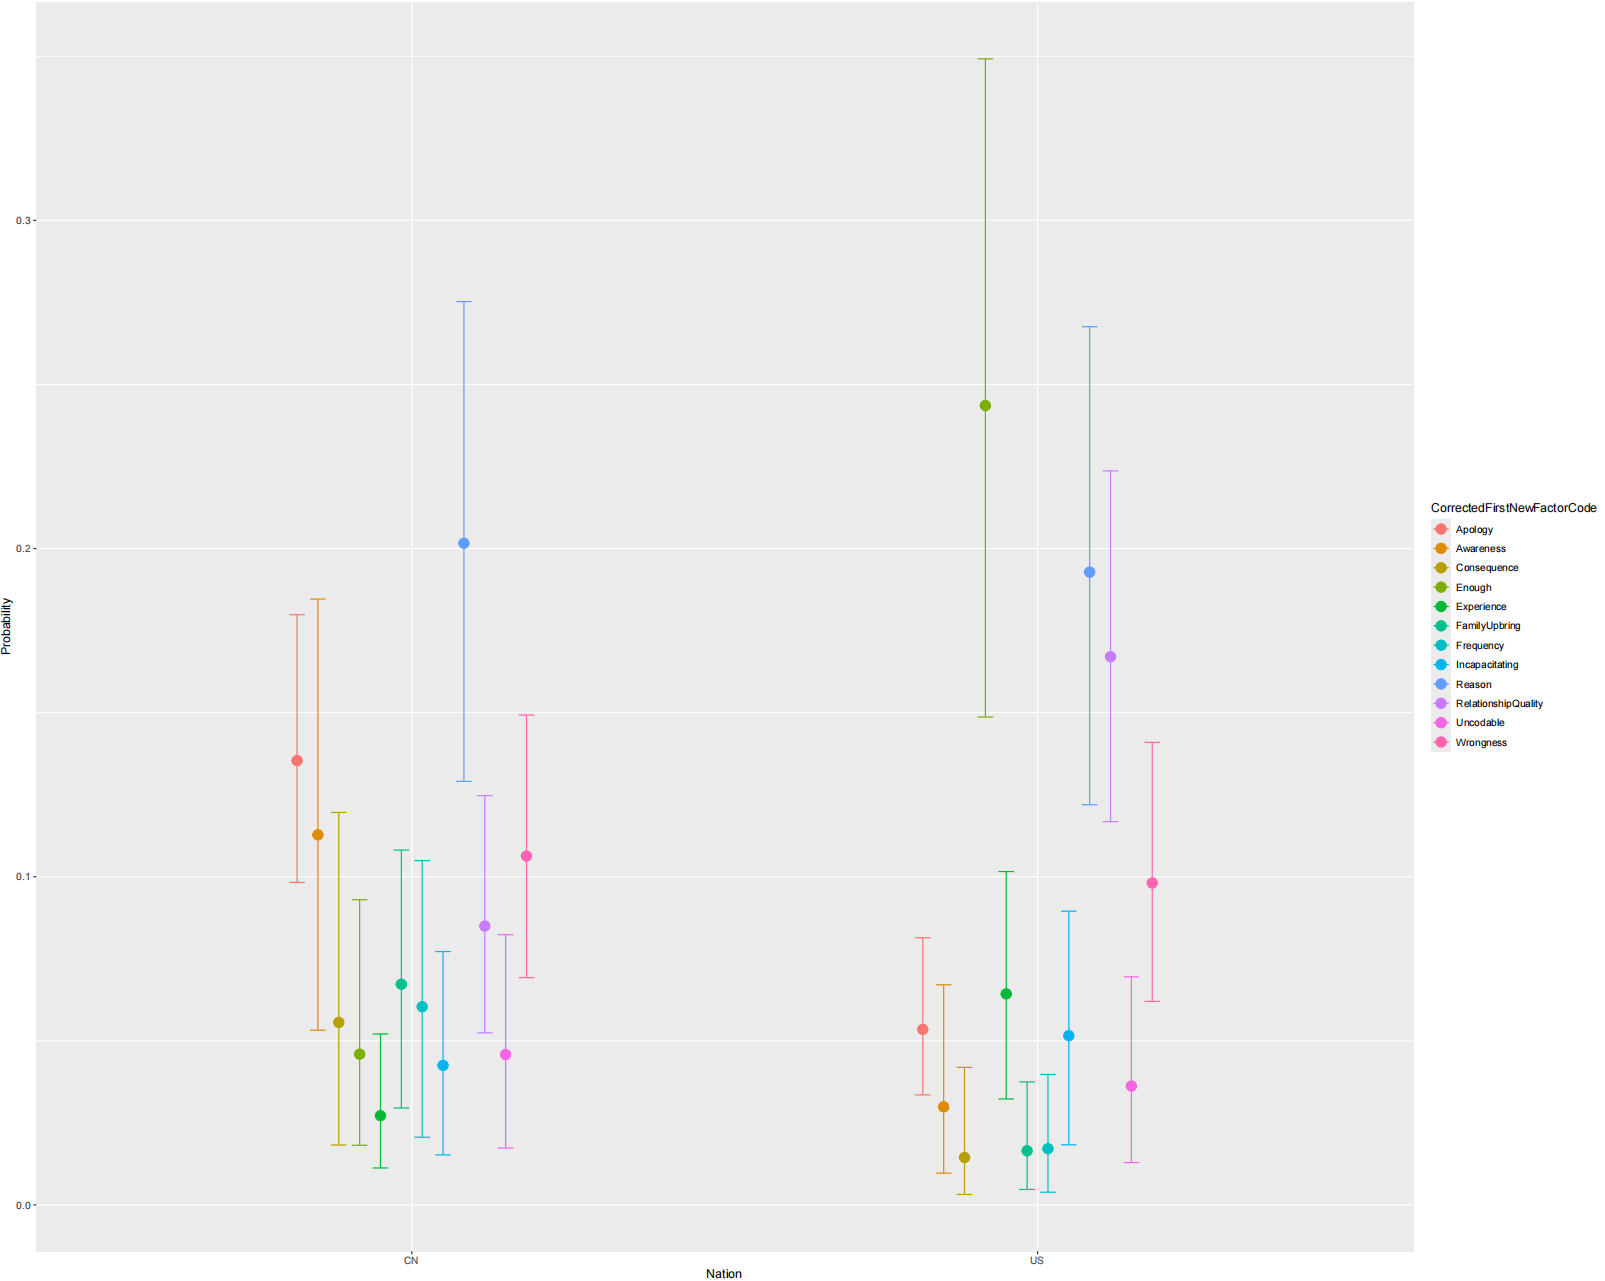 0.3
0.2
0.1
0.0
Probability
CN
US
Nation
CorrectedFirstNewFactorCode
Apology
Awareness
Consequence
Enough
Experience
FamilyUpbring
Frequency
Incapacitating
Reason
RelationshipQuality
Uncodable
Wrongness